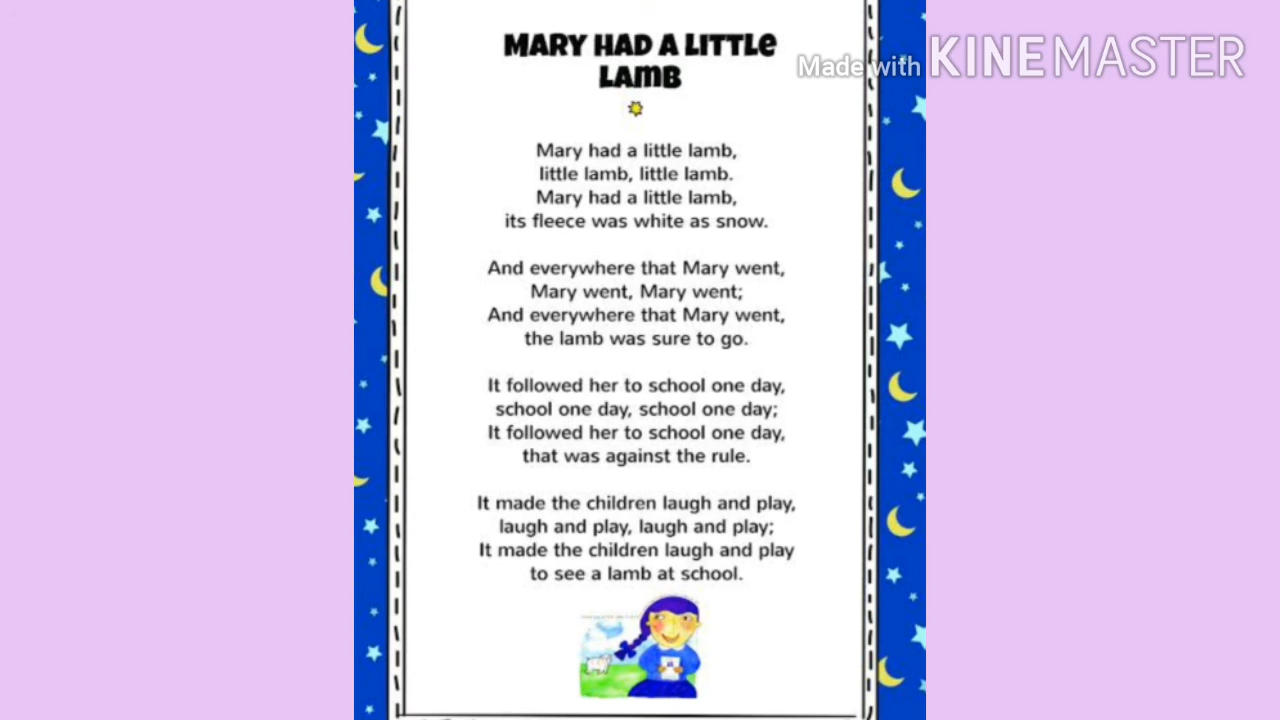 Made with KINEMASTER
MARY HAD A LITTLE
LAMB
Mary had a little lamb,
little lamb, little lamb.
Mary had a little lamb,
its fleece was white as snow.
And everywhere that Mary went,
Mary went, Mary went;
And everywhere that Mary went,
the lamb was sure to go.
It followed her to school one day,
school one day, school one day;
It followed her to school one day,
that was against the rule.
It made the children laugh and play,
laugh and play, laugh and play;
It made the children laugh and play
to see a lamb at school.